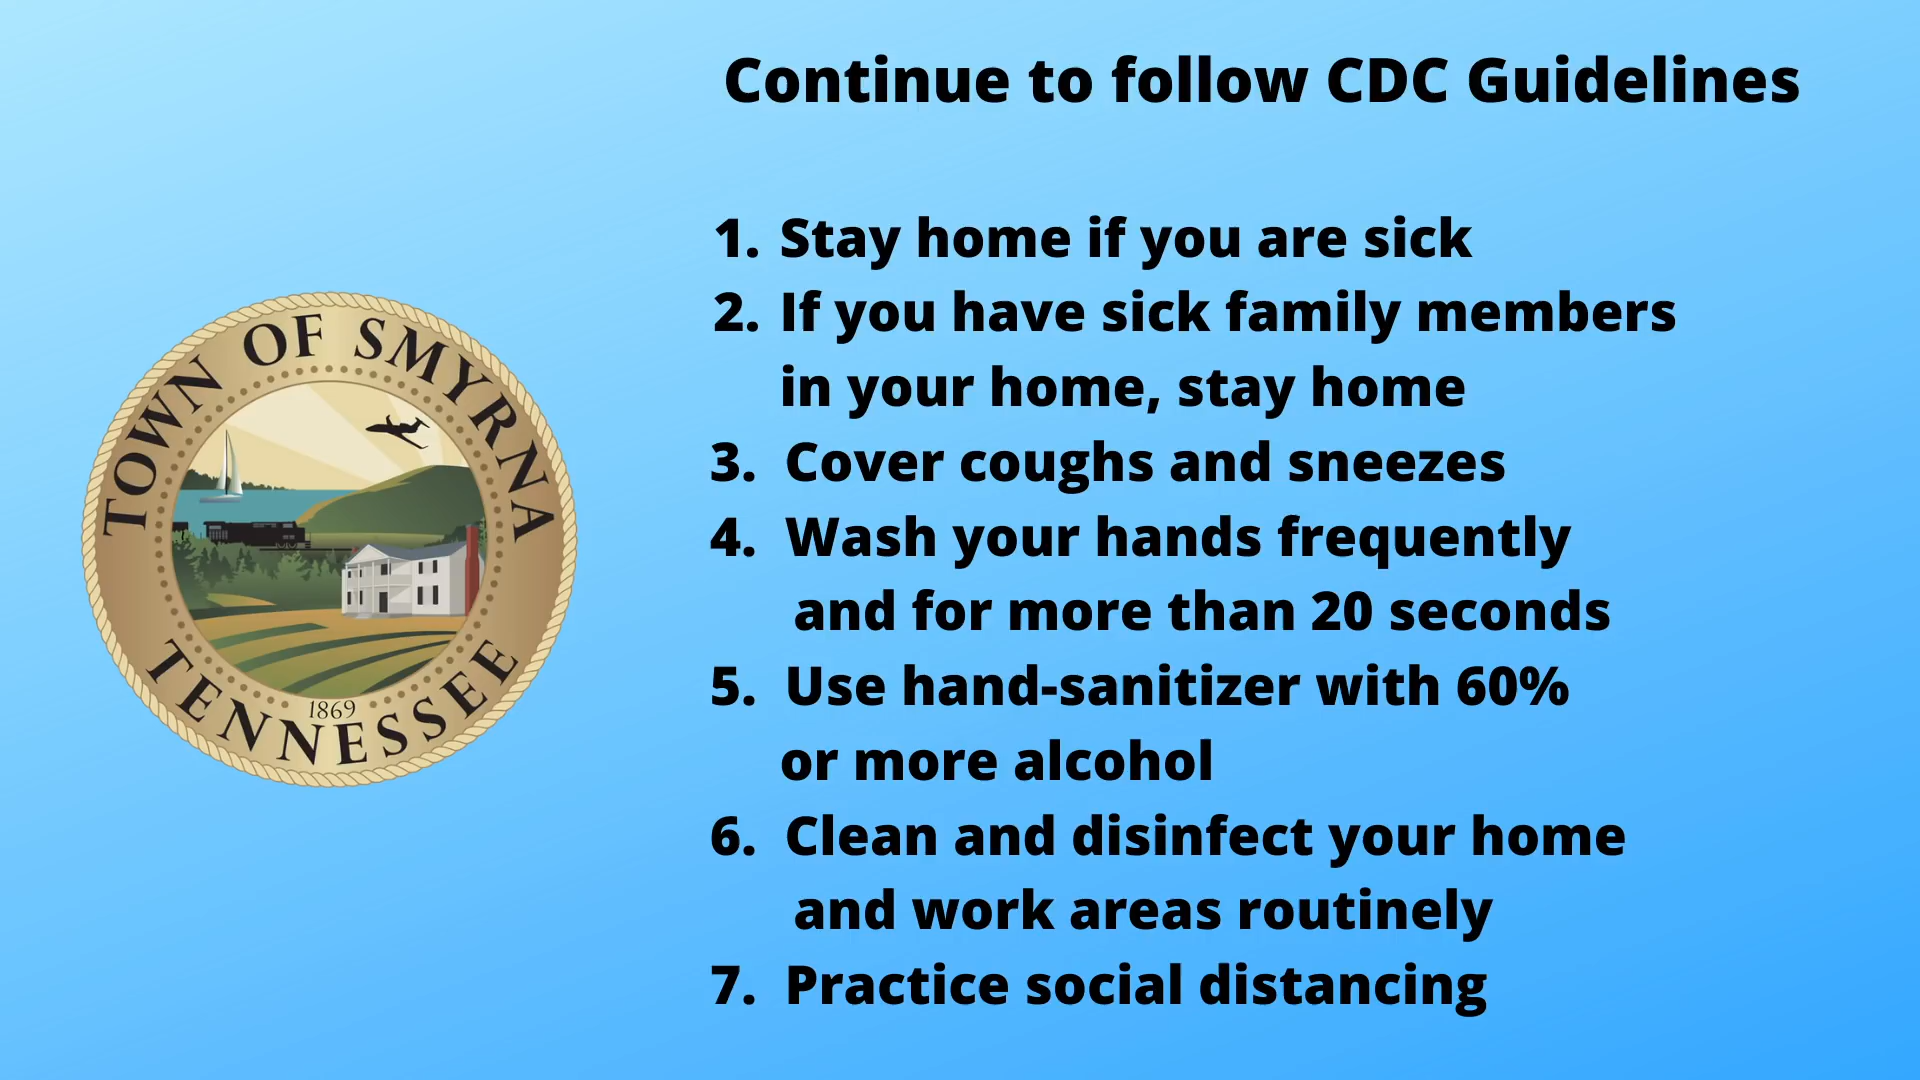 Continue to follow CDC Guidelines
TOWN OF SMYRNA
1869
TENNESSEE
1. Stay home if you are sick
2. If you have sick family members
in your home, stay home
3. Cover coughs and sneezes
4. Wash your hands frequently
and for more than 20 seconds
5. Use hand-sanitizer with 60%
or more alcohol
6. Clean and disinfect your home
and work areas routinely
7. Practice social distancing